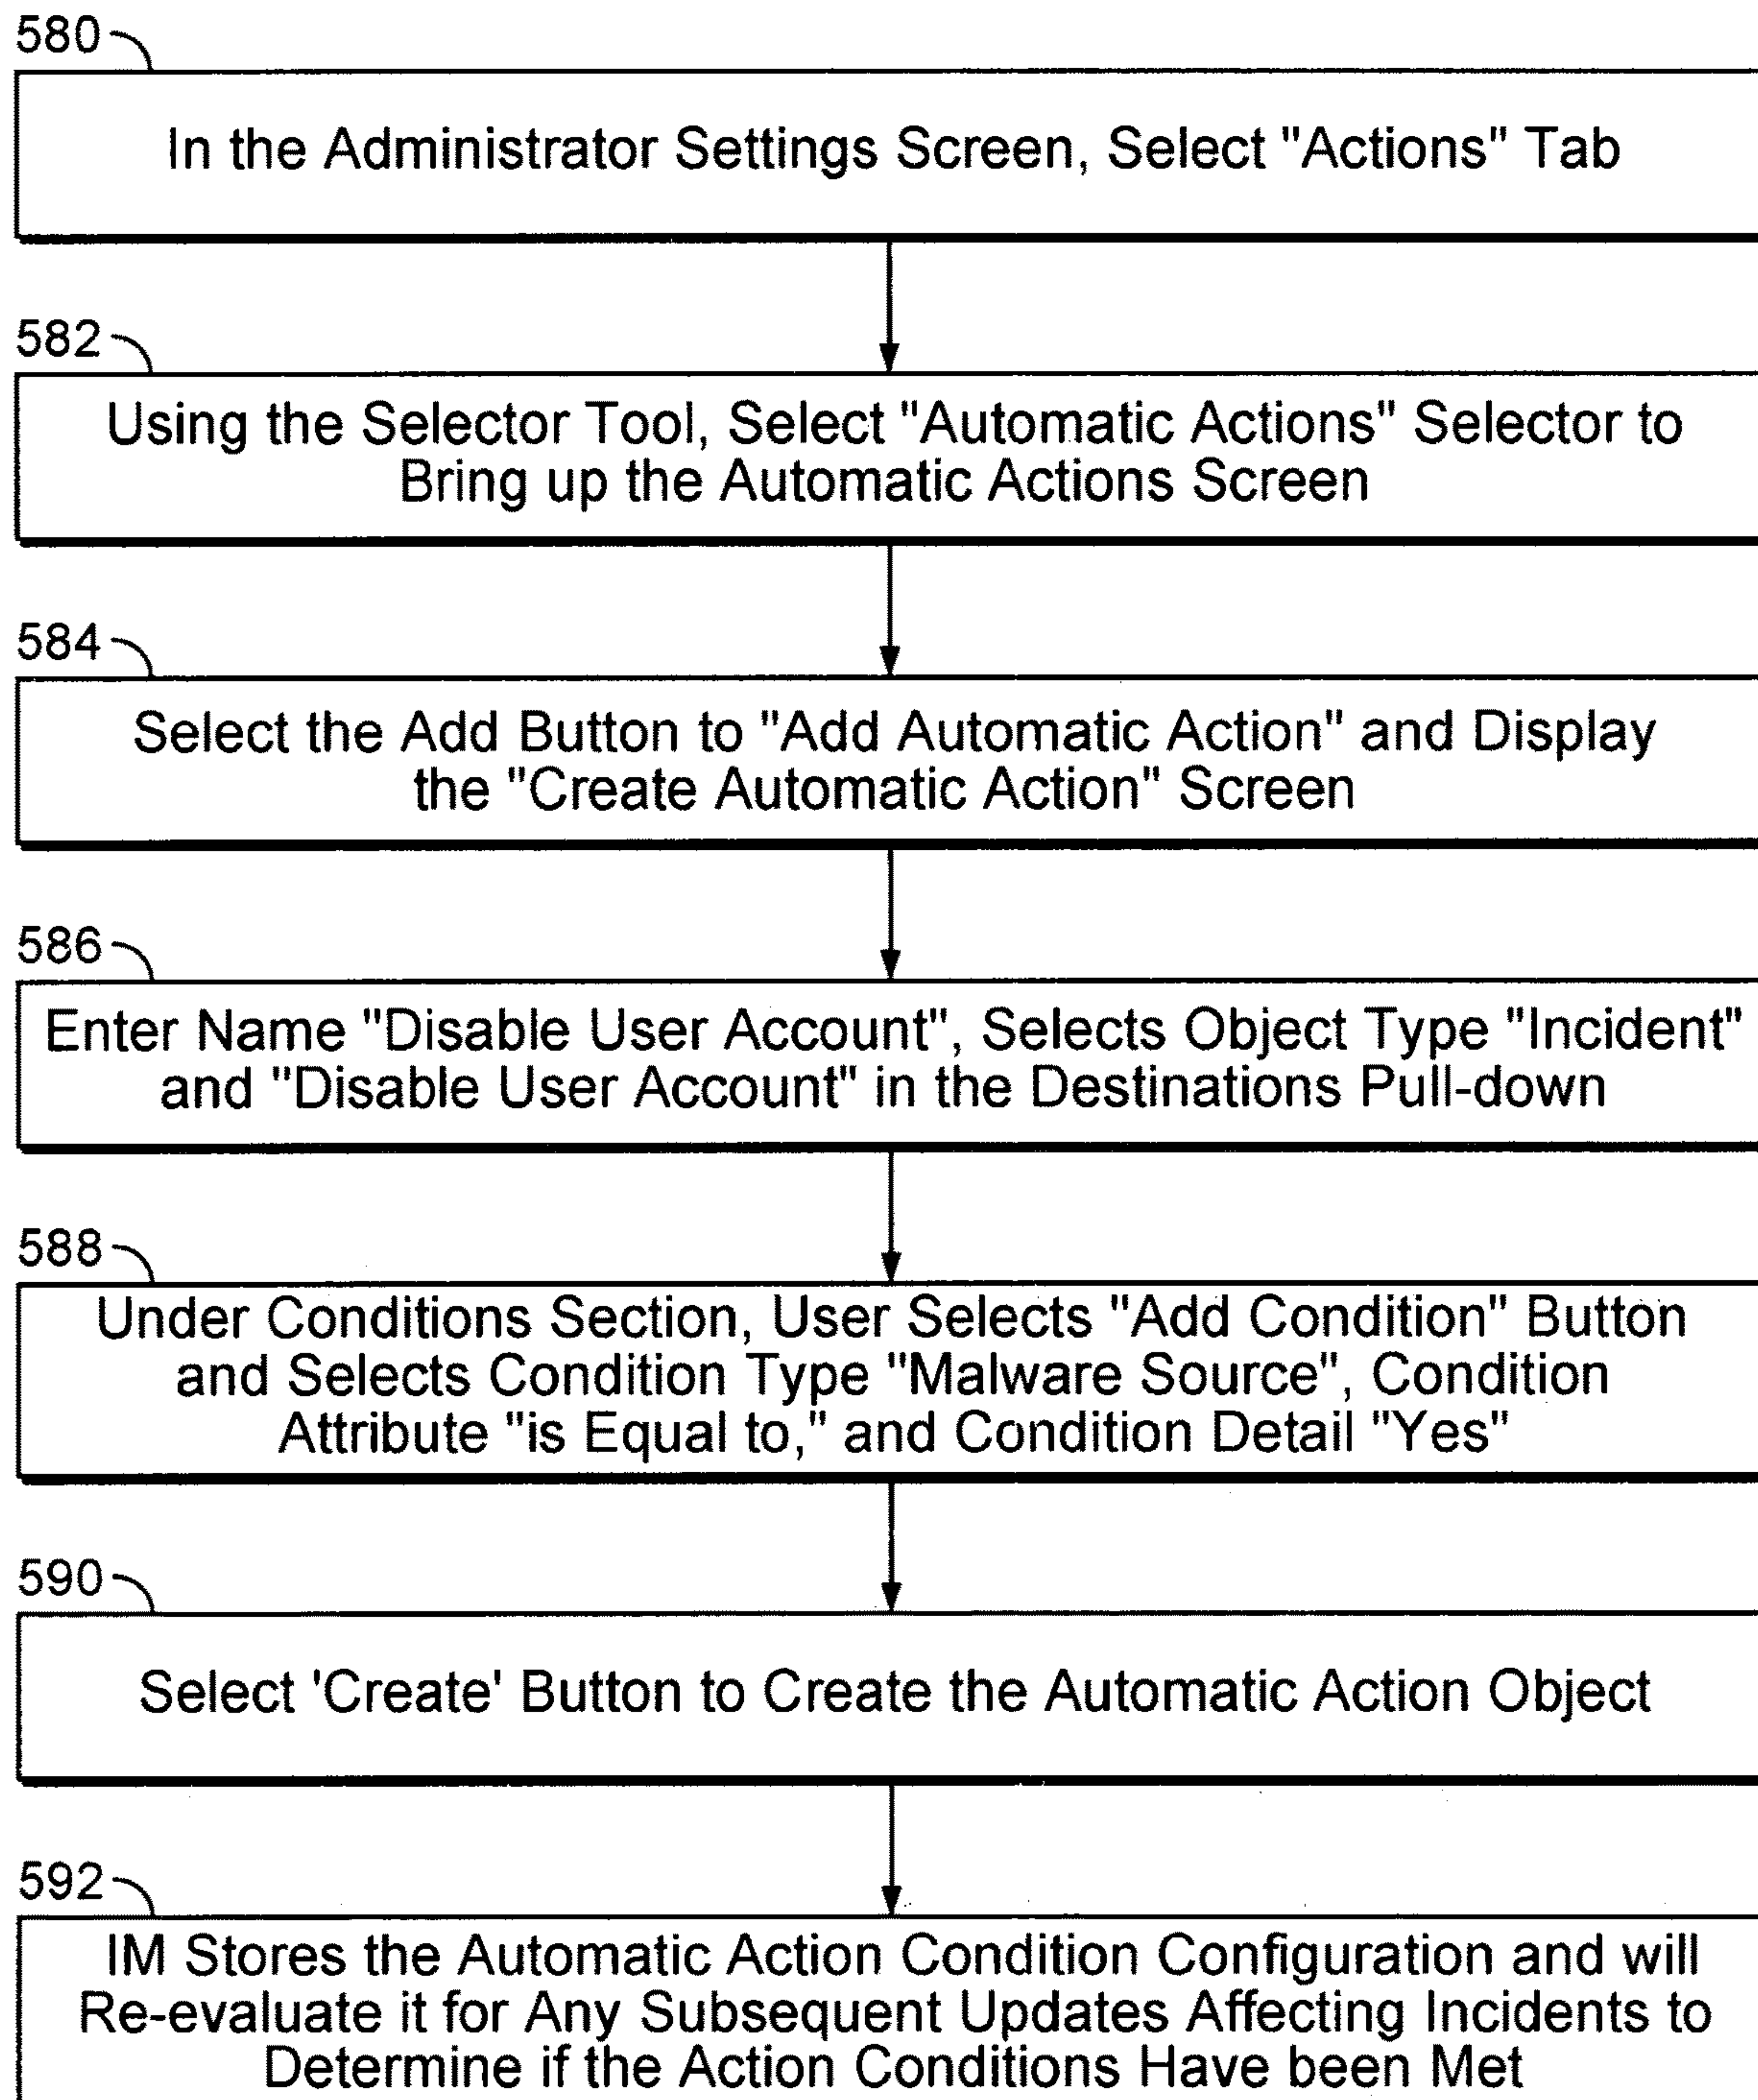 580
In the Administrator Settings Screen, Select "Actions" Tab
582
Using the Selector Tool, Select "Automatic Actions" Selector to
Bring up the Automatic Actions Screen
584
Select the Add Button to "Add Automatic Action" and Display
the "Create Automatic Action" Screen
586
Enter Name "Disable User Account", Selects Object Type "Incident"
and "Disable User Account" in the Destinations Pull-down
588
Under Conditions Section, User Selects "Add Condition" Button
and Selects Condition Type "Malware Source", Condition
Attribute "is Equal to," and Condition Detail "Yes"
590
Select 'Create' Button to Create the Automatic Action Object
592
IM Stores the Automatic Action Condition Configuration and will
Re-evaluate it for Any Subsequent Updates Affecting Incidents to
Determine if the Action Conditions Have been Met